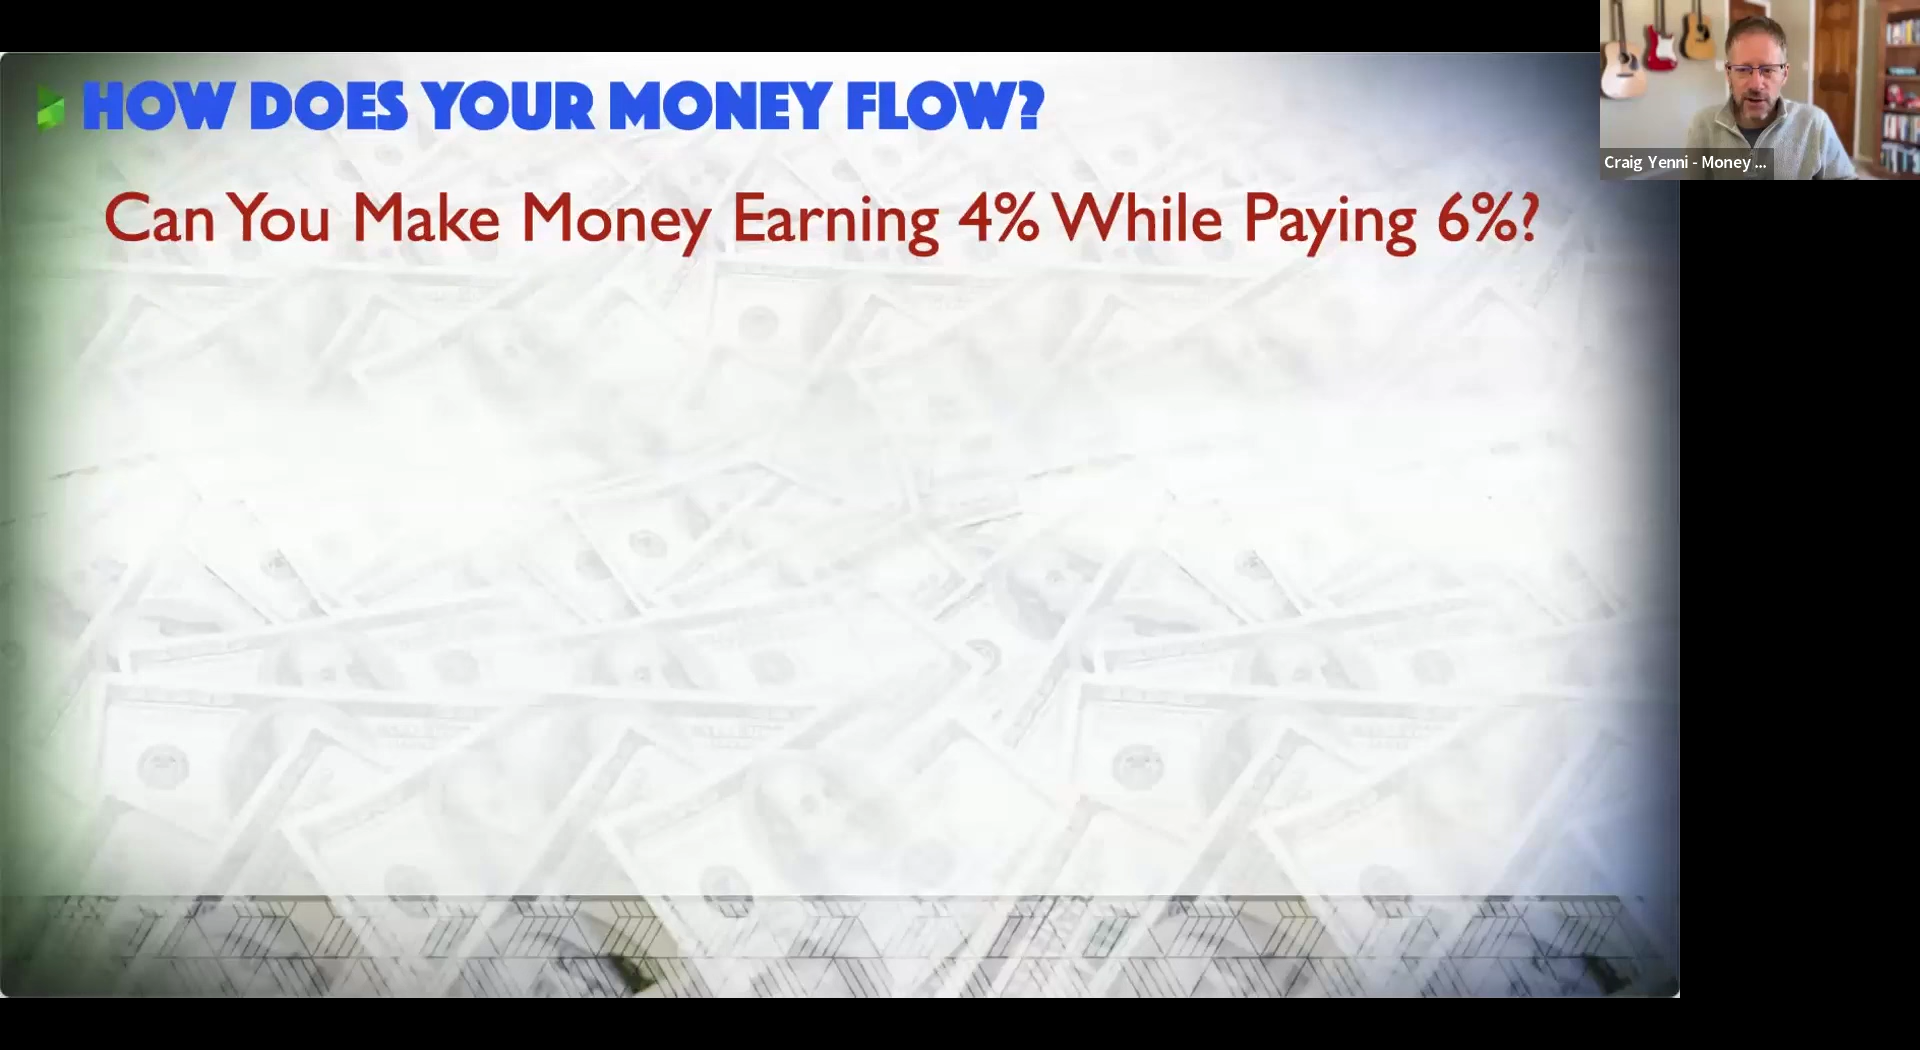 HOW DOES YOUR MONEY FLOW?
Can You Make Money Earning 4% While Paying 6%?
Craig Yenni - Money ...